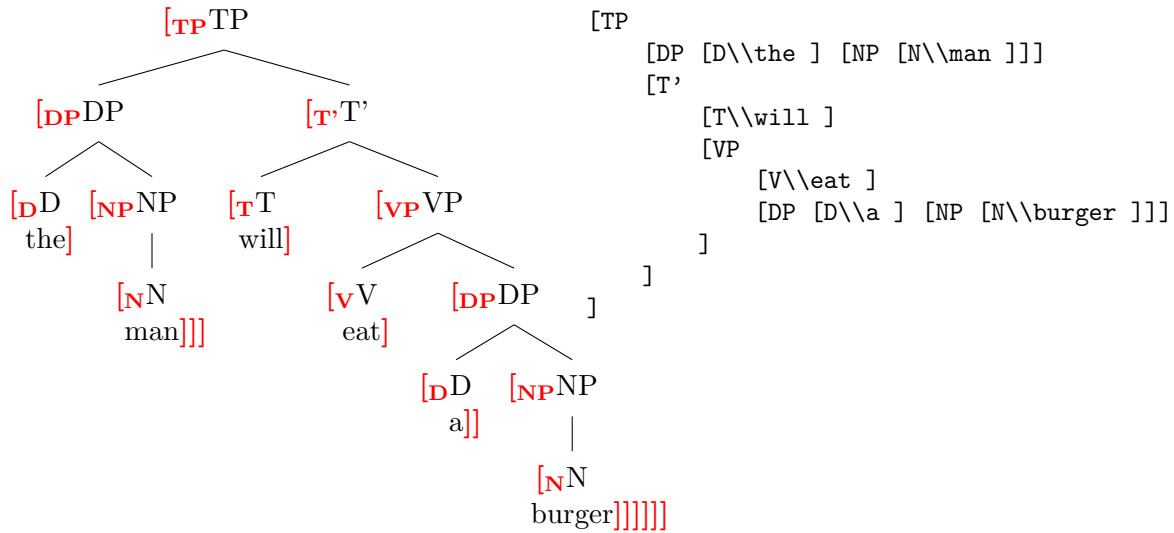 [TPTP
[DPDP [T'T'
[DD [NPNP [TT [VPVP
the] will]
[NN [VV [DPDP
man]]] eat]
[DD [NPNP
a]]
[NN
burger]]]]]]
[TP
[DP [D\\the ] [NP [N\\man ]]]
[T’
[T\\will ]
[VP
[V\\eat ]
[DP [D\\a ] [NP [N\\burger ]]]
]
]
]